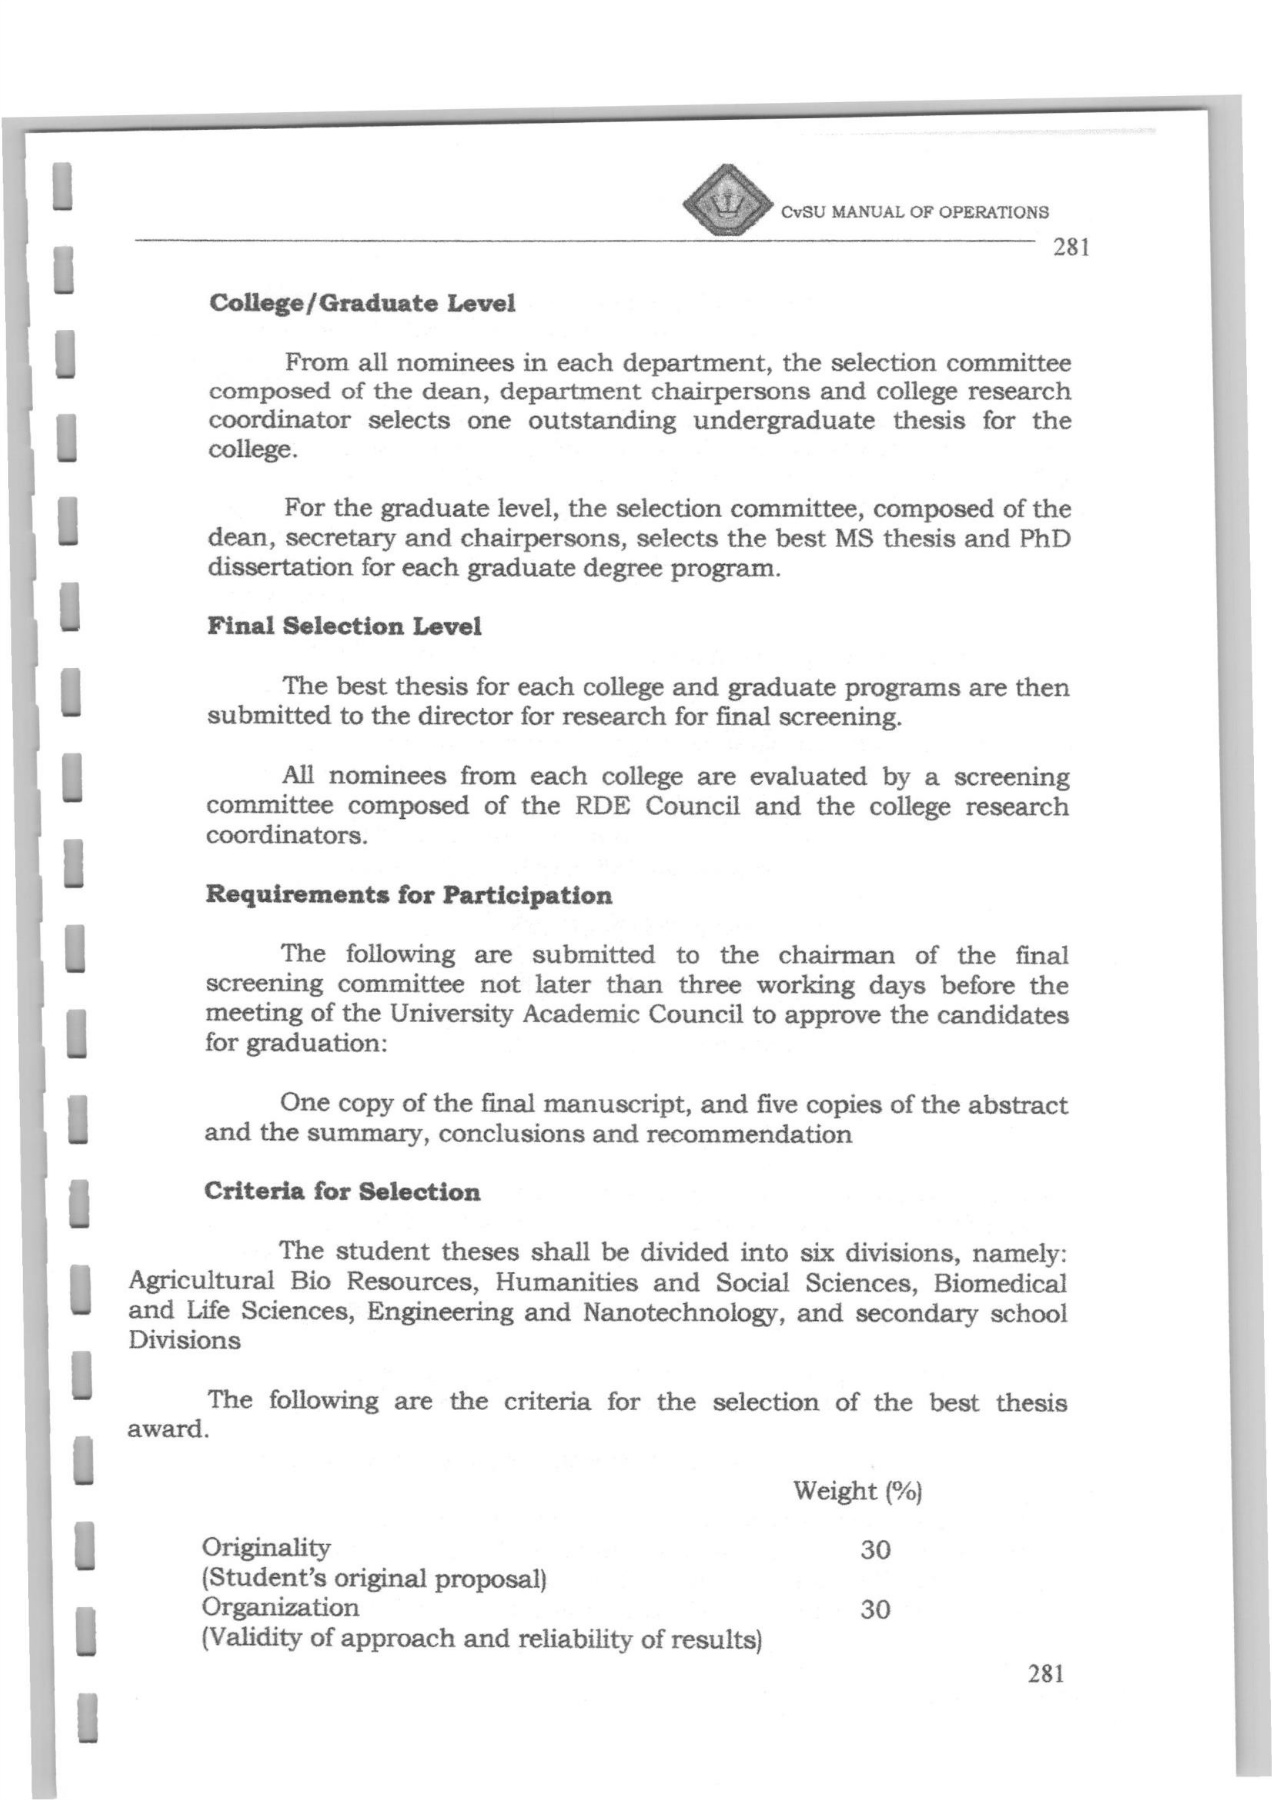 CvSU MANUAL OF OPERATIONS
281
College/Graduate Level
From all nominees in each department, the selection committee
composed of the dean, department chairpersons and college research
coordinator selects one outstanding undergraduate thesis for the
college.
For the graduate level, the selection committee, composed of the
dean, secretary and chairpersons, selects the best MS thesis and PhD
dissertation for each graduate degree program.
Final Selection Level
The best thesis for each college and graduate programs are then
submitted to the director for research for final screening.
All nominees from each college are evaluated by a screening
committee composed of the RDE Council and the college research
coordinators.
Requirements for Participation
The following are submitted to the chairman of the final
screening committee not later than three working days before the
meeting of the University Academic Council to approve the candidates
for graduation:
One copy of the final manuscript, and five copies of the abstract
and the summary, conclusions and recommendation
Criteria for Selection
The student theses shall be divided into six divisions, namely:
Agricultural Bio Resources, Humanities and Social Sciences, Biomedical
and Life Sciences, Engineering and Nanotechnology, and secondary school
Divisions
The following are the criteria for the selection of the best thesis
award.
Weight (%)
Originality 30
(Student's original proposal)
Organization 30
(Validity of approach and reliability of results)
281